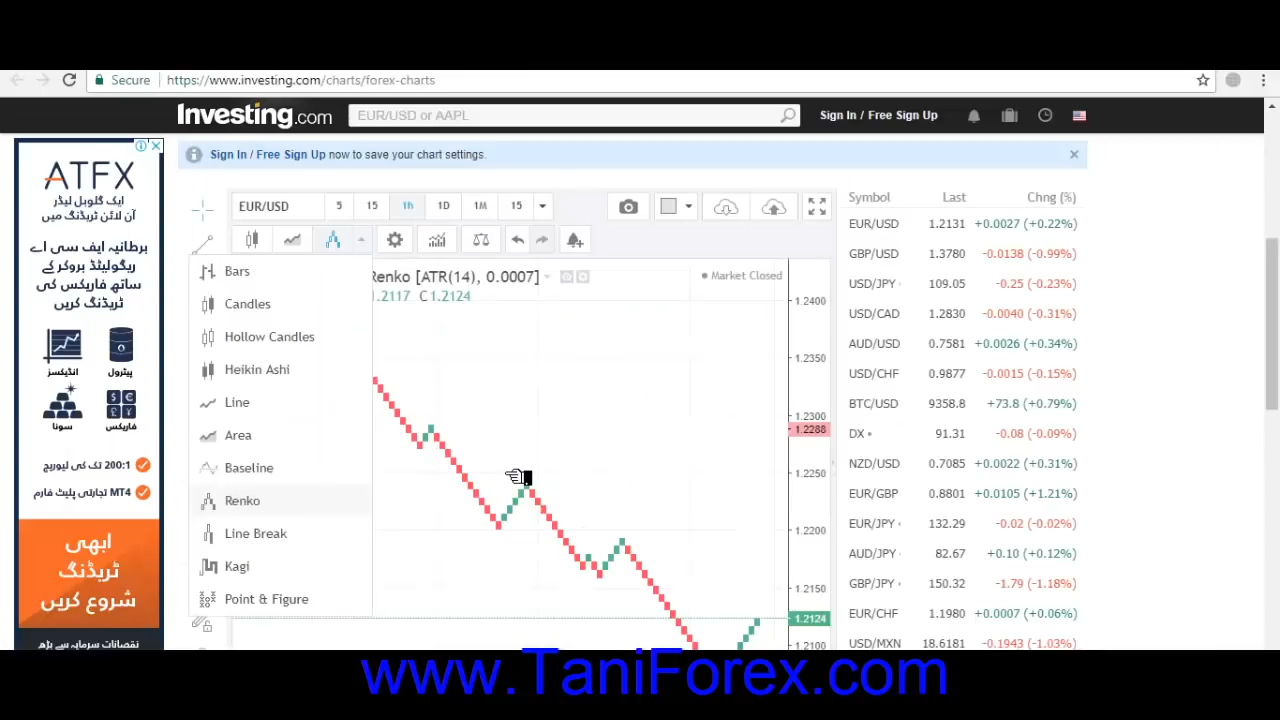 Secure https://www.investing.com/charts/forex-charts
Investing.com EUR/USD or AAPL Sign In / Free Sign Up
Sign In / Free Sign Up now to save your chart settings.
ATFX
ایک گلوبل لیڈر
آن لائن ٹریڈنگ میں
برطانیہ ایف سی اے
ریگولیٹڈ بروکر کے
ساتھ فاریکس کی
ٹریڈنگ کریں
انڈیکسز پیٹرول
سونا فاریکس
200:1 تک کی لیوریج
MT4 تجارتی پلیٹ فارم
ابھی
ٹریڈنگ
شروع کریں
نقصانات سرمایہ سے بڑھ
EUR/USD 5 15 1h 1D 1M 15
Bars
Candles
Hollow Candles
Heikin Ashi
Line
Area
Baseline
Renko
Line Break
Kagi
Point & Figure
Renko [ATR(14), 0.0007]
1.2117 C 1.2124
Market Closed
1.2400
1.2350
1.2300
1.2288
1.2250
1.2200
1.2150
1.2124
1.2100
Symbol Last Chng (%)
EUR/USD 1.2131 +0.0027 (+0.22%)
GBP/USD 1.3780 -0.0138 (-0.99%)
USD/JPY 109.05 -0.25 (-0.23%)
USD/CAD 1.2830 -0.0040 (-0.31%)
AUD/USD 0.7581 +0.0026 (+0.34%)
USD/CHF 0.9877 -0.0015 (-0.15%)
BTC/USD 9358.8 +73.8 (+0.79%)
DX 91.31 -0.08 (-0.09%)
NZD/USD 0.7085 +0.0022 (+0.31%)
EUR/GBP 0.8801 +0.0105 (+1.21%)
EUR/JPY 132.29 -0.02 (-0.02%)
AUD/JPY 82.67 +0.10 (+0.12%)
GBP/JPY 150.32 -1.79 (-1.18%)
EUR/CHF 1.1980 +0.0007 (+0.06%)
USD/MXN 18.6181 -0.1943 (-1.03%)
www.TaniForex.com